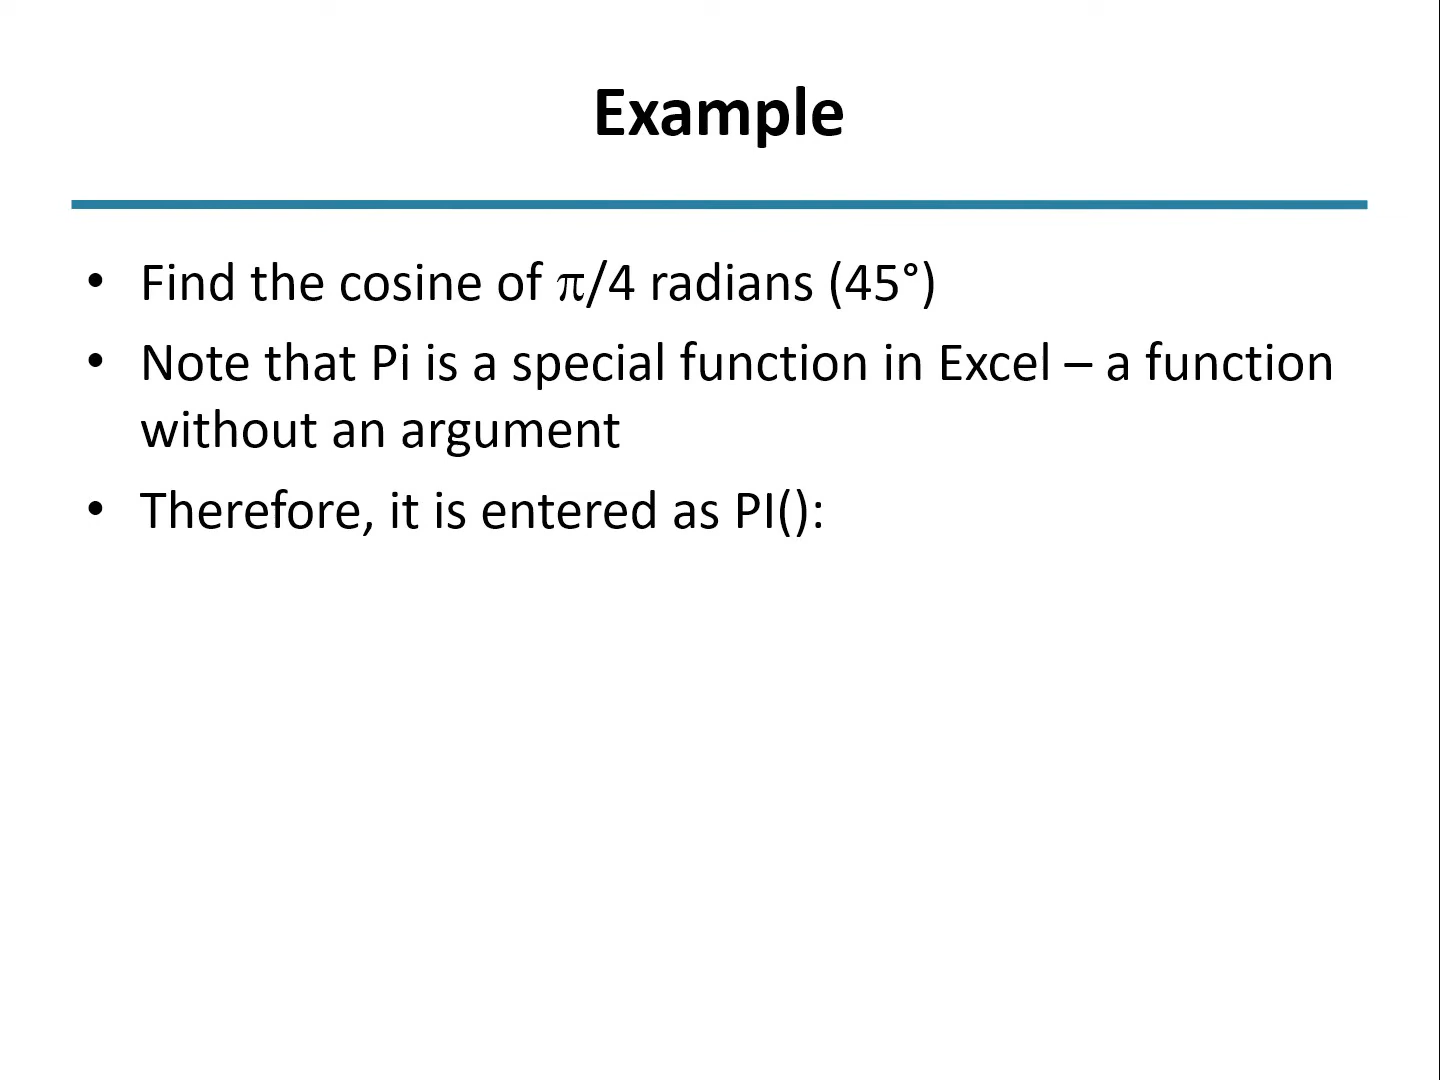 Example
• Find the cosine of π/4 radians (45°)
• Note that Pi is a special function in Excel – a function
without an argument
• Therefore, it is entered as PI():